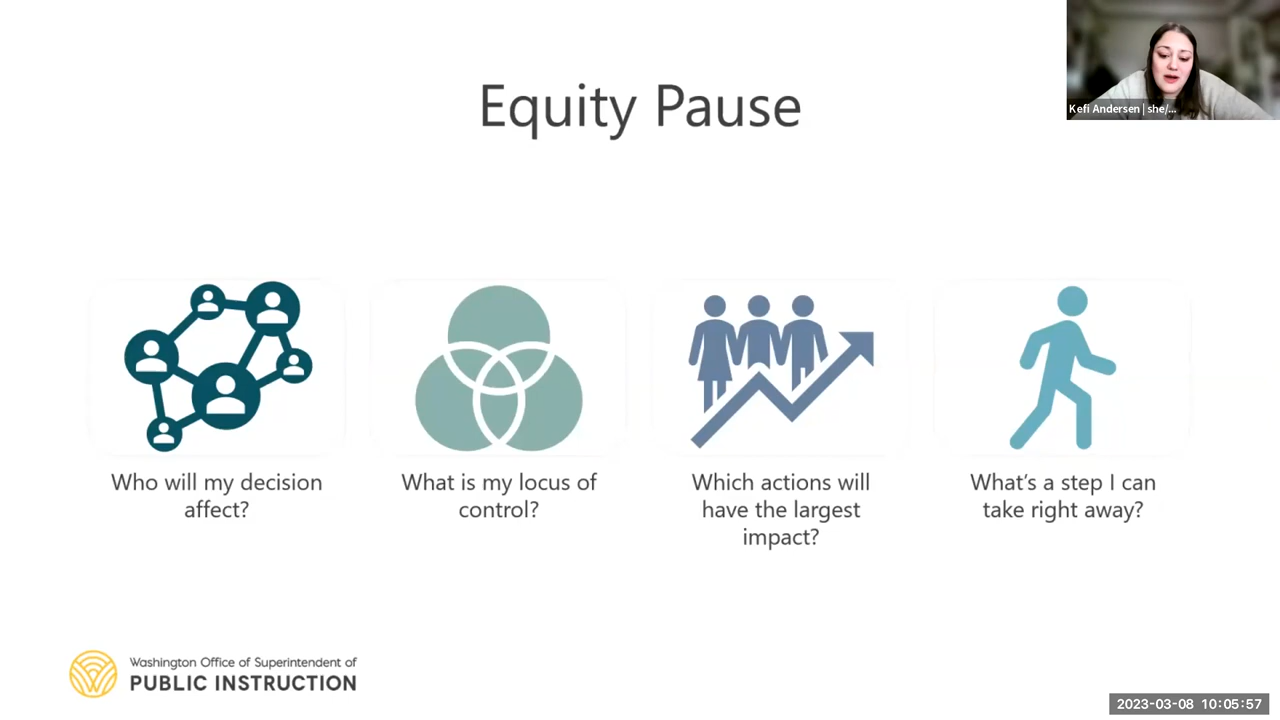 Equity Pause
Kefi Andersen | she/...
Who will my decision
affect?
What is my locus of
control?
Which actions will
have the largest
impact?
What's a step I can
take right away?
Washington Office of Superintendent of
PUBLIC INSTRUCTION
2023-03-08 10:05:57